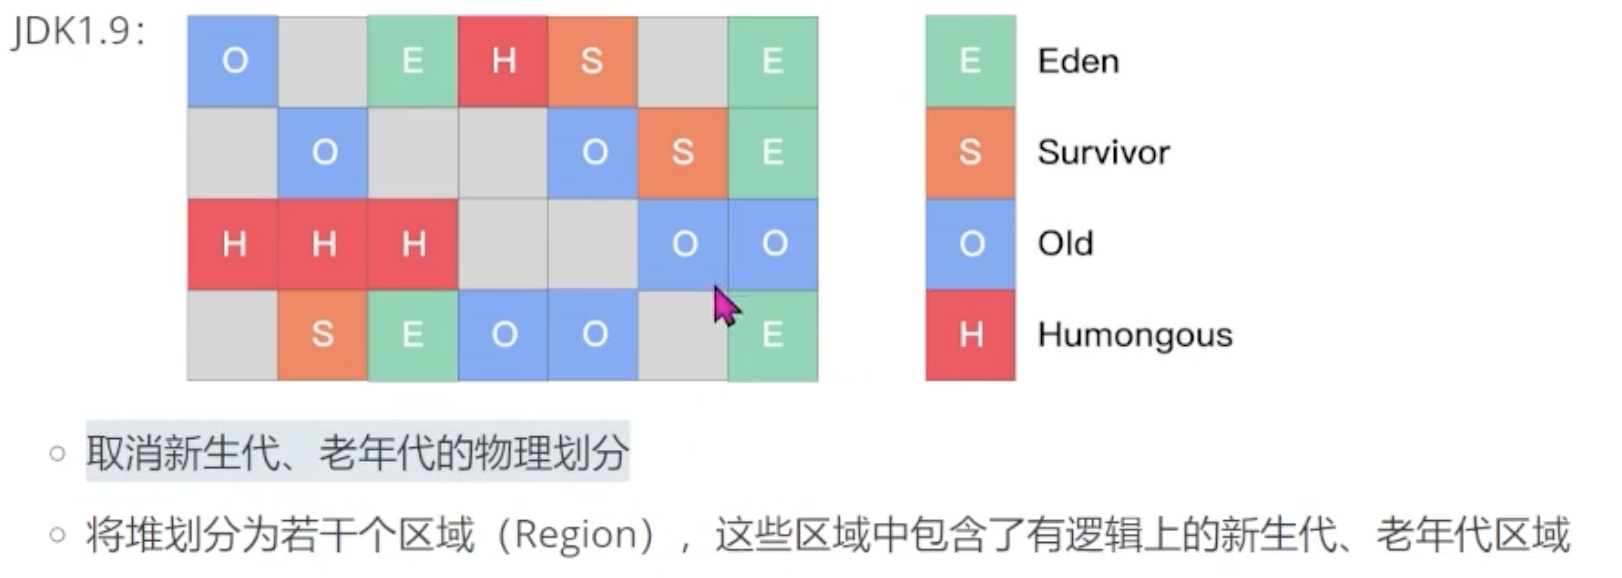 JDK1.9:
O E H S E
O O S E
H H H O O
S E O O E
E Eden
S Survivor
O Old
H Humongous
取消新生代、老年代的物理划分
将堆划分为若干个区域（Region），这些区域中包含了有逻辑上的新生代、老年代区域